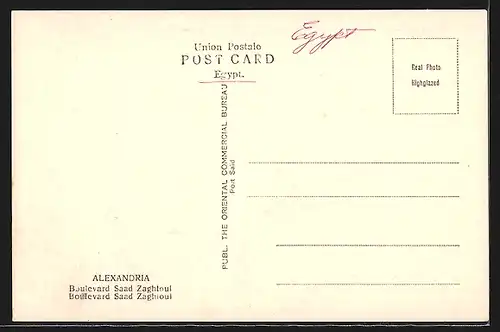 Egypt
Union Postale
POST CARD
Egypt.
Real Photo
Highglazed
PUBL. THE ORIENTAL COMMERCIAL BUREAU
Port Said
ALEXANDRIA
Boulevard Saad Zaghloul
Boulevard Saad Zaghloul